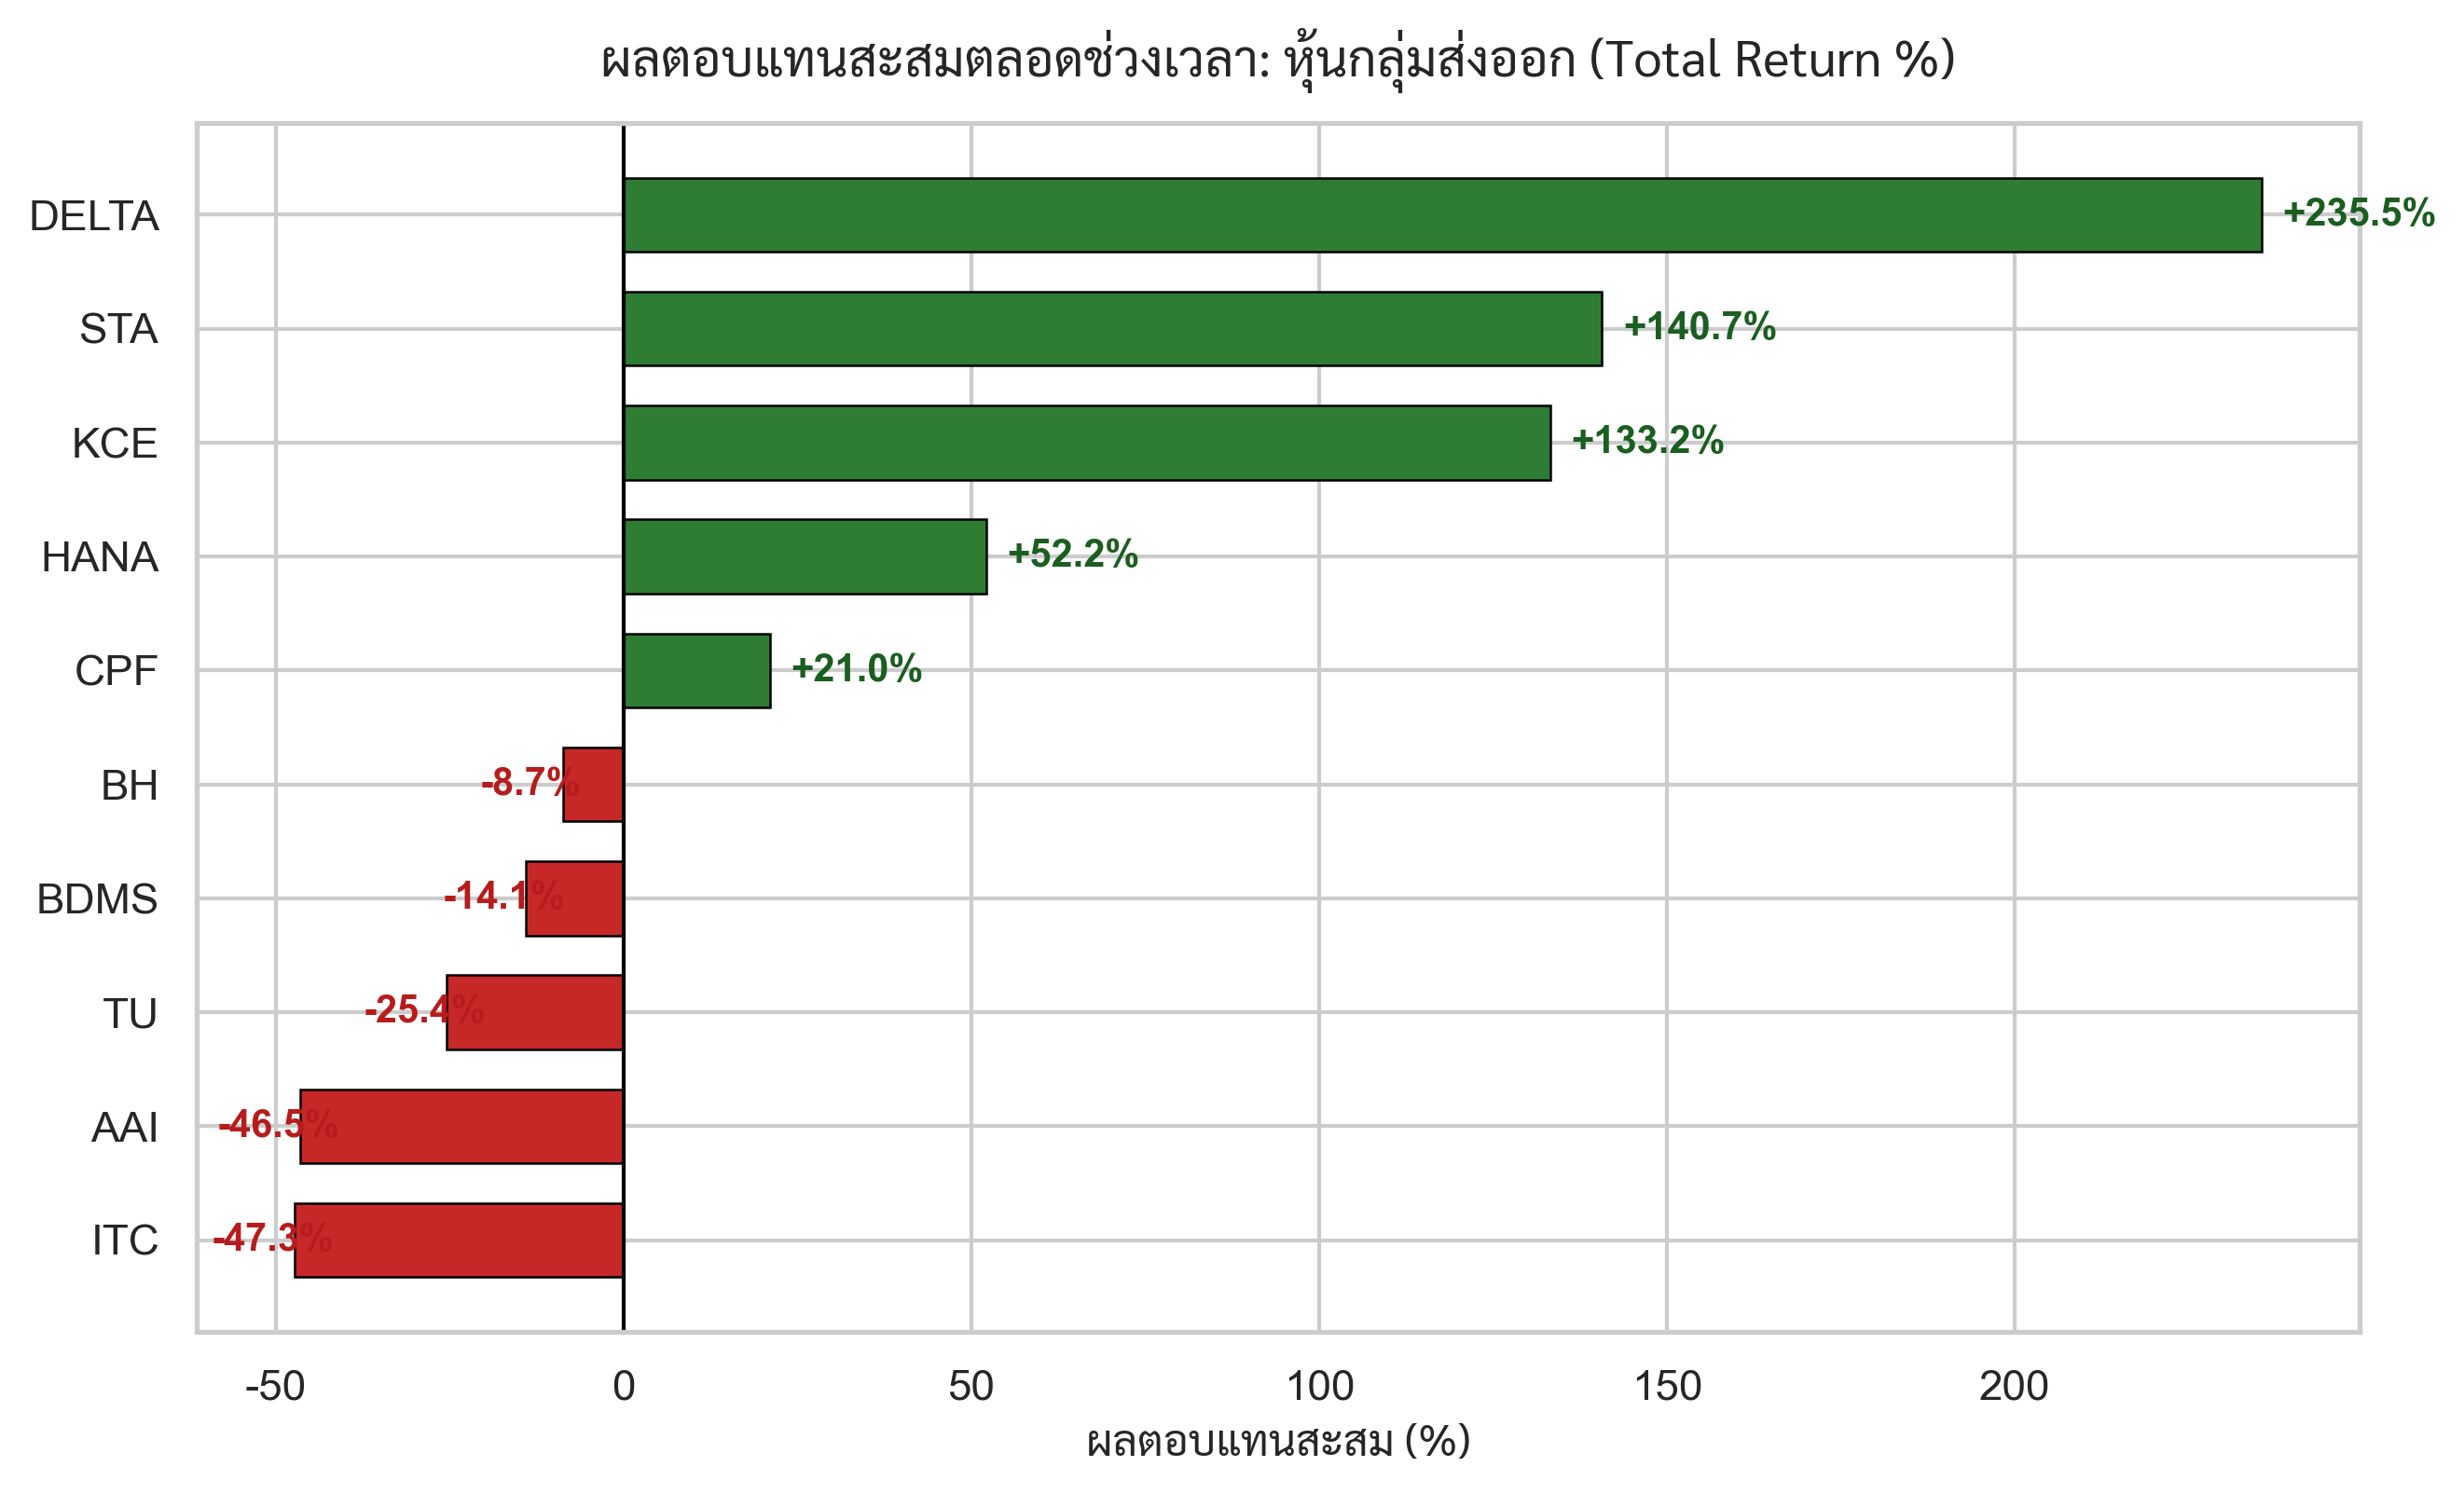 ผลตอบแทนสะสมตลอดช่วงเวลา: หุ้นกลุ่มส่งออก (Total Return %)
DELTA +235.5%
STA +140.7%
KCE +133.2%
HANA +52.2%
CPF +21.0%
BH -8.7%
BDMS -14.1%
TU -25.4%
AAI -46.5%
ITC -47.3%
-50 0 50 100 150 200
ผลตอบแทนสะสม (%)